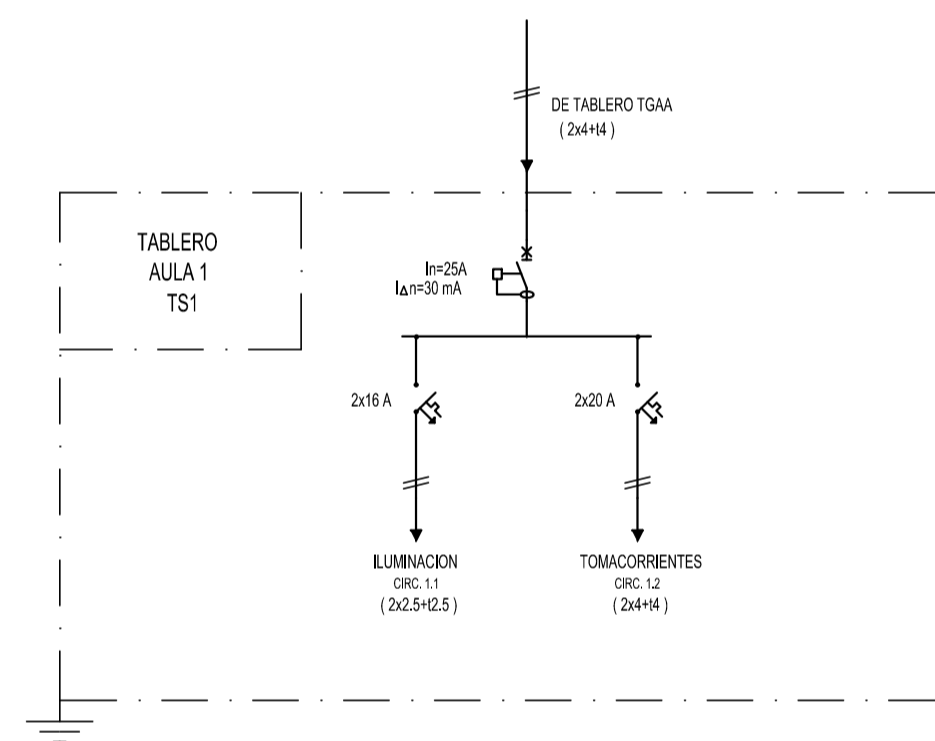 DE TABLERO TGAA
( 2x4+t4 )
TABLERO
AULA 1
TS1
In=25A
IΔn=30 mA
2x16 A
2x20 A
ILUMINACION
CIRC. 1.1
( 2x2.5+t2.5 )
TOMACORRIENTES
CIRC. 1.2
( 2x4+t4 )